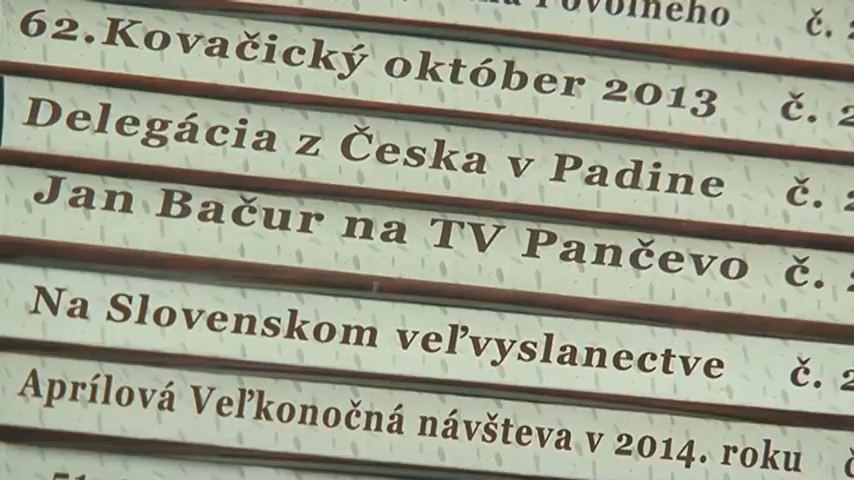 č.
62.Kovačický október 2013 č.
Delegácia z Česka v Padine č.
Jan Bačur na TV Pančevo č.
Na Slovenskom veľvyslanectve č.
Aprílová Veľkonočná návšteva v 2014. roku